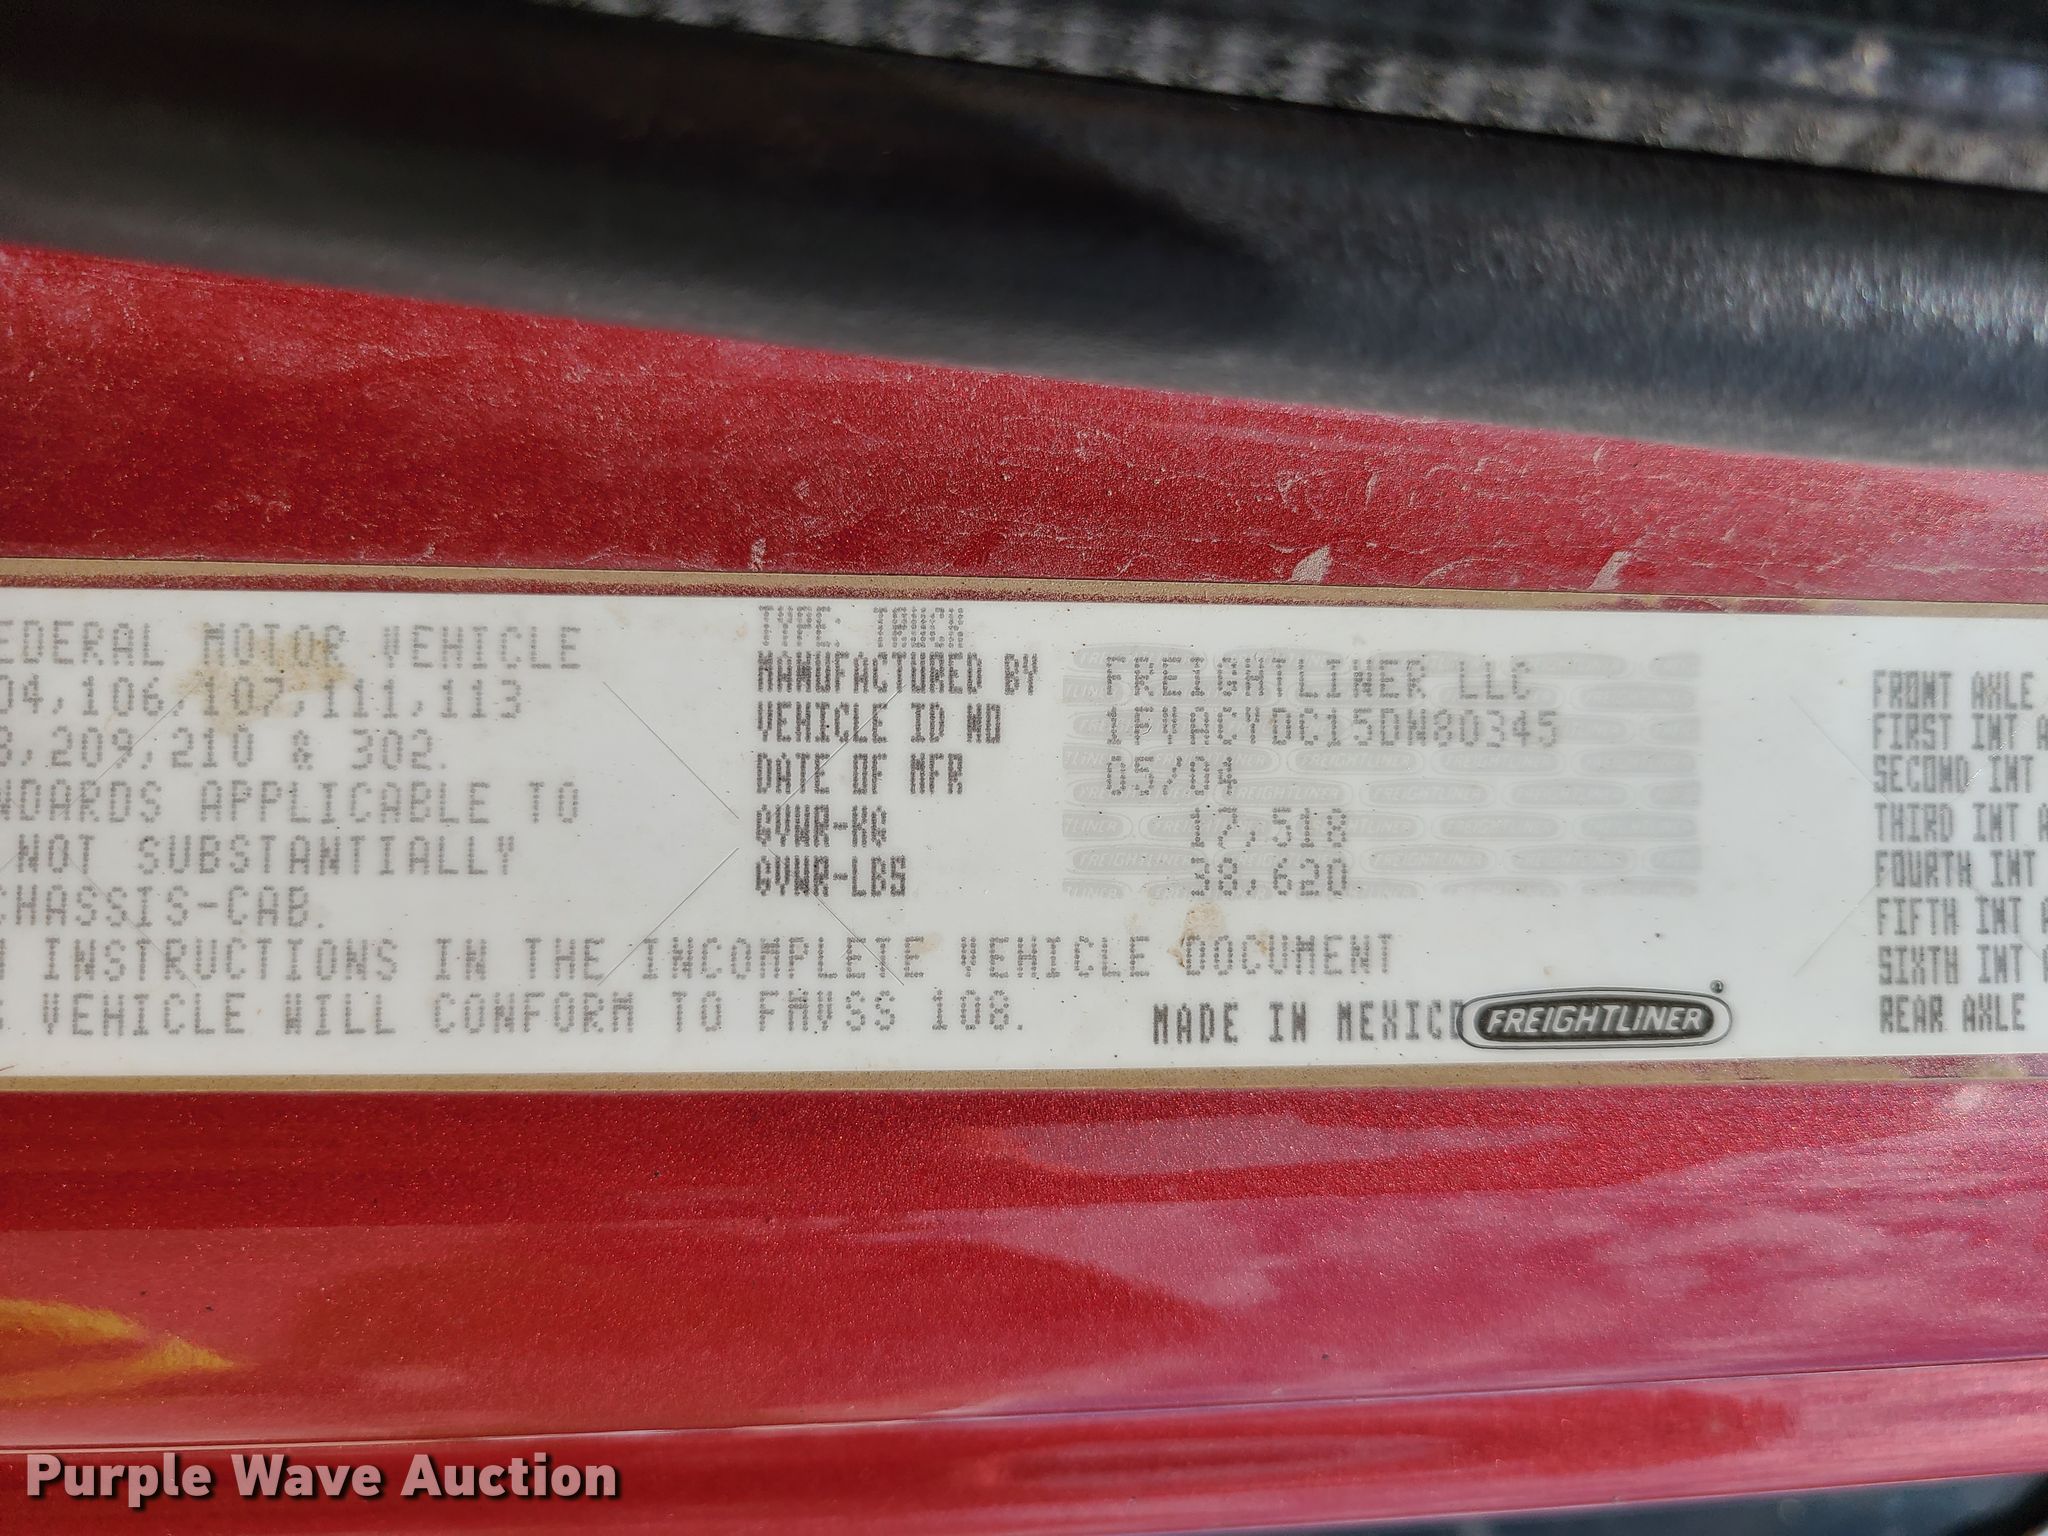 EDERAL MOTOR VEHICLE
04,106,107,111,113
8,209,210 & 302.
NDARDS APPLICABLE TO
NOT SUBSTANTIALLY
CHASSIS-CAB.
INSTRUCTIONS IN THE INCOMPLETE VEHICLE DOCUMENT
VEHICLE WILL CONFORM TO FMVSS 108.
TYPE: TRUCK
MANUFACTURED BY FREIGHTLINER LLC
VEHICLE ID NO
DATE OF MFR 05/04
GVWR-KG
GVWR-LBS 38,620
MADE IN MEXICO
FREIGHTLINER
FRONT AXLE
FIRST INT A
SECOND INT
THIRD INT A
FOURTH INT
FIFTH INT A
SIXTH INT
REAR AXLE
Purple Wave Auction